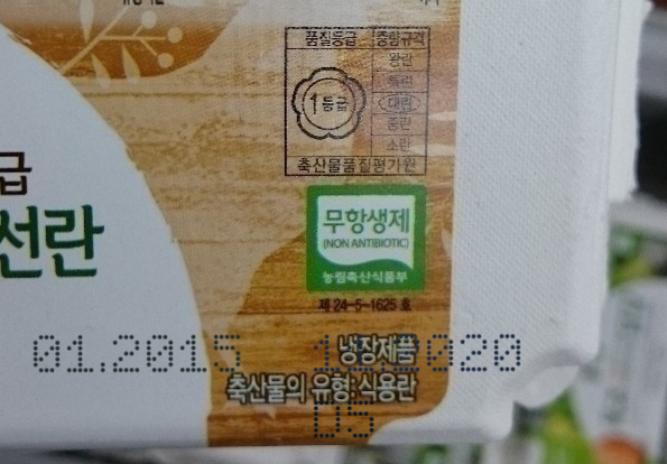 품질등급 중량규격
왕란
특란
1등급 대란
중란
소란
축산물품질평가원
급
선란
무항생제
(NON ANTIBIOTIC)
농림축산식품부
제 24-5-1625 호
01.2015
냉장제품
축산물의 유형:식용란
05